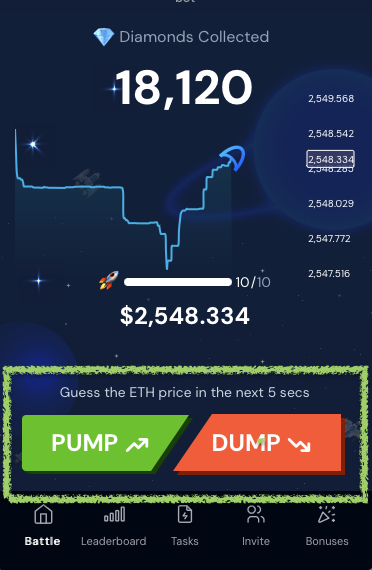 bot
Diamonds Collected
18,120
2,549.568
2,548.542
2,548.334
2,548.285
2,548.029
2,547.772
2,547.516
10/10
$2,548.334
Guess the ETH price in the next 5 secs
PUMP
DUMP
Battle
Leaderboard
Tasks
Invite
Bonuses